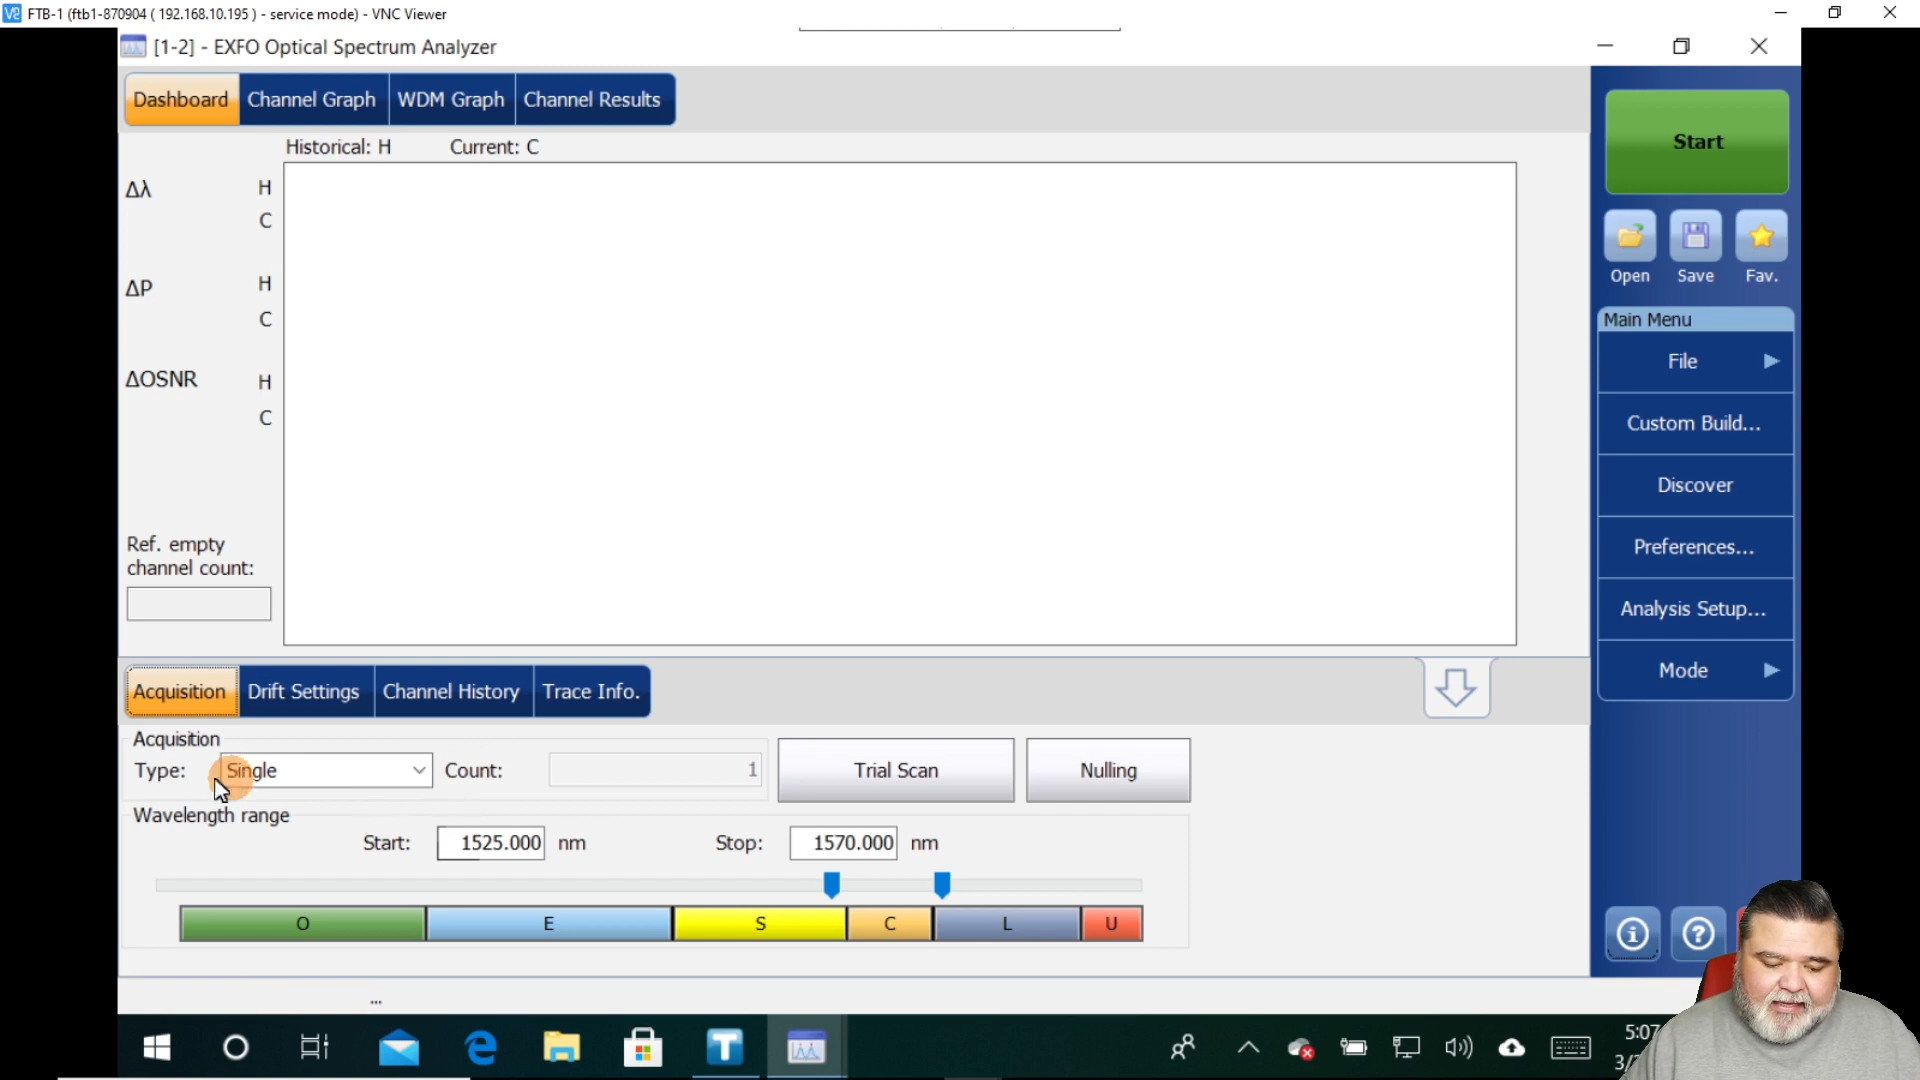 FTB-1 (ftb1-870904 ( 192.168.10.195 ) - service mode) - VNC Viewer
[1-2] - EXFO Optical Spectrum Analyzer
Dashboard Channel Graph WDM Graph Channel Results
Start
Historical: H Current: C
Δλ H
C
ΔP H
C
ΔOSNR H
C
Ref. empty
channel count:
Open Save Fav.
Main Menu
File
Custom Build...
Discover
Preferences...
Analysis Setup...
Mode
Acquisition Drift Settings Channel History Trace Info.
Acquisition
Type: Single Count: 1 Trial Scan Nulling
Wavelength range
Start: 1525.000 nm Stop: 1570.000 nm
O E S C L U
...
5:07
3/